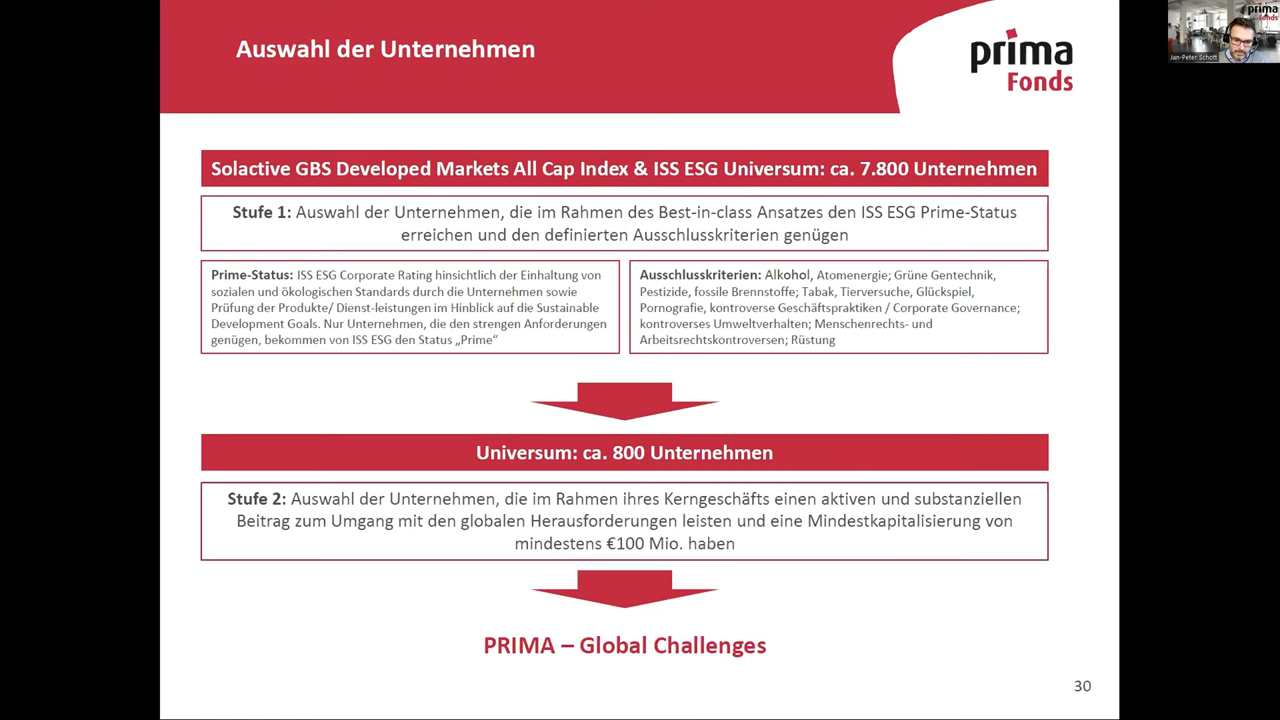 Auswahl der Unternehmen
prima
Fonds
prima
Fonds
Jan-Peter Schott
Solactive GBS Developed Markets All Cap Index & ISS ESG Universum: ca. 7.800 Unternehmen
Stufe 1: Auswahl der Unternehmen, die im Rahmen des Best-in-class Ansatzes den ISS ESG Prime-Status
erreichen und den definierten Ausschlusskriterien genügen
Prime-Status: ISS ESG Corporate Rating hinsichtlich der Einhaltung von
sozialen und ökologischen Standards durch die Unternehmen sowie
Prüfung der Produkte/ Dienst-leistungen im Hinblick auf die Sustainable
Development Goals. Nur Unternehmen, die den strengen Anforderungen
genügen, bekommen von ISS ESG den Status „Prime“
Ausschlusskriterien: Alkohol, Atomenergie; Grüne Gentechnik,
Pestizide, fossile Brennstoffe; Tabak, Tierversuche, Glückspiel,
Pornografie, kontroverse Geschäftspraktiken / Corporate Governance;
kontroverses Umweltverhalten; Menschenrechts- und
Arbeitsrechtskontroversen; Rüstung
Universum: ca. 800 Unternehmen
Stufe 2: Auswahl der Unternehmen, die im Rahmen ihres Kerngeschäfts einen aktiven und substanziellen
Beitrag zum Umgang mit den globalen Herausforderungen leisten und eine Mindestkapitalisierung von
mindestens €100 Mio. haben
PRIMA – Global Challenges
30